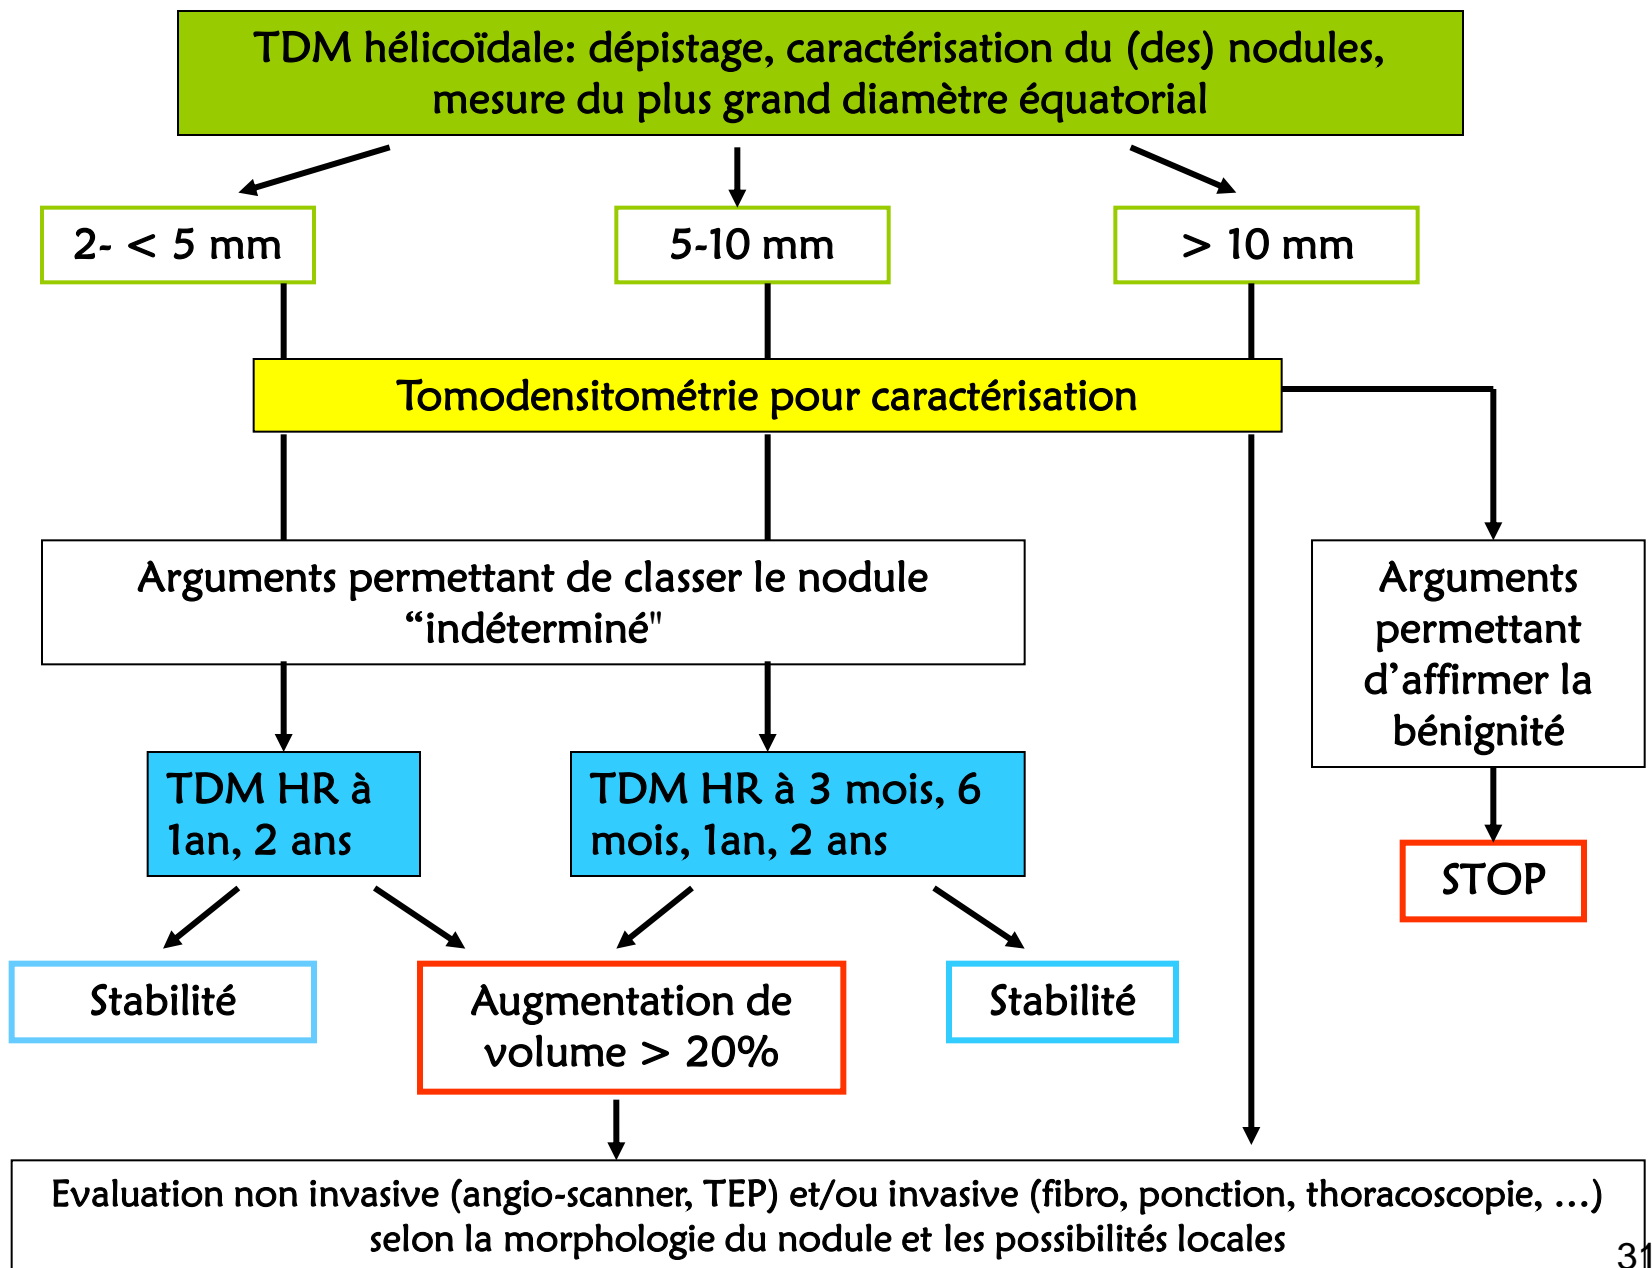 TDM hélicoïdale: dépistage, caractérisation du (des) nodules,
mesure du plus grand diamètre équatorial
2- < 5 mm
5-10 mm
> 10 mm
Tomodensitométrie pour caractérisation
Arguments permettant de classer le nodule
“indéterminé"
Arguments
permettant
d’affirmer la
bénignité
TDM HR à
1an, 2 ans
TDM HR à 3 mois, 6
mois, 1an, 2 ans
STOP
Stabilité
Augmentation de
volume > 20%
Stabilité
Evaluation non invasive (angio-scanner, TEP) et/ou invasive (fibro, ponction, thoracoscopie, …)
selon la morphologie du nodule et les possibilités locales
31